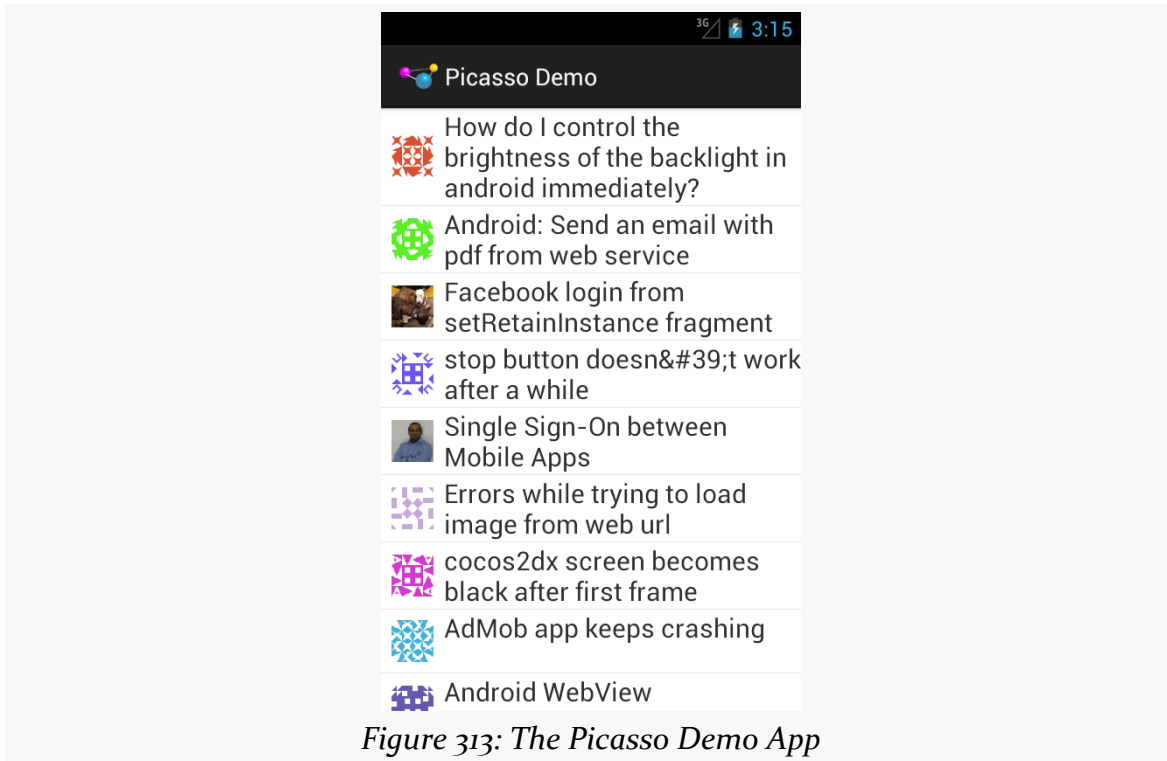 3G 3:15
Picasso Demo
How do I control the
brightness of the backlight in
android immediately?
Android: Send an email with
pdf from web service
Facebook login from
setRetainInstance fragment
stop button doesn&#39;t work
after a while
Single Sign-On between
Mobile Apps
Errors while trying to load
image from web url
cocos2dx screen becomes
black after first frame
AdMob app keeps crashing
Android WebView
Figure 313: The Picasso Demo App